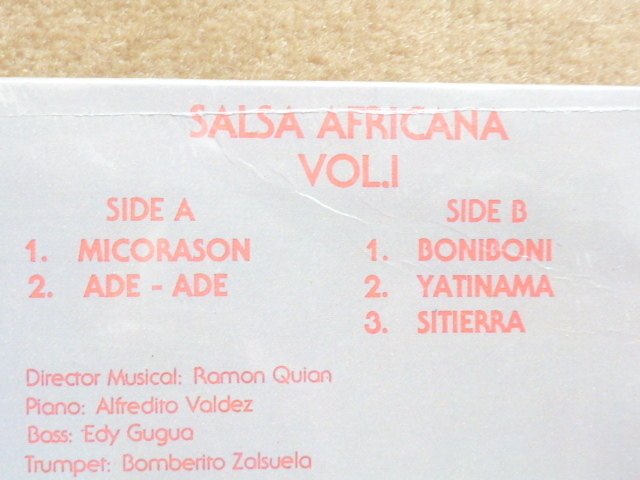 SALSA AFRICANA
VOL.I
SIDE A
1. MICORASON
2. ADE - ADE
SIDE B
1. BONIBONI
2. YATINAMA
3. SITIERRA
Director Musical: Ramon Quian
Piano: Alfredito Valdez
Bass: Edy Gugua
Trumpet: Bomberito Zalsuela